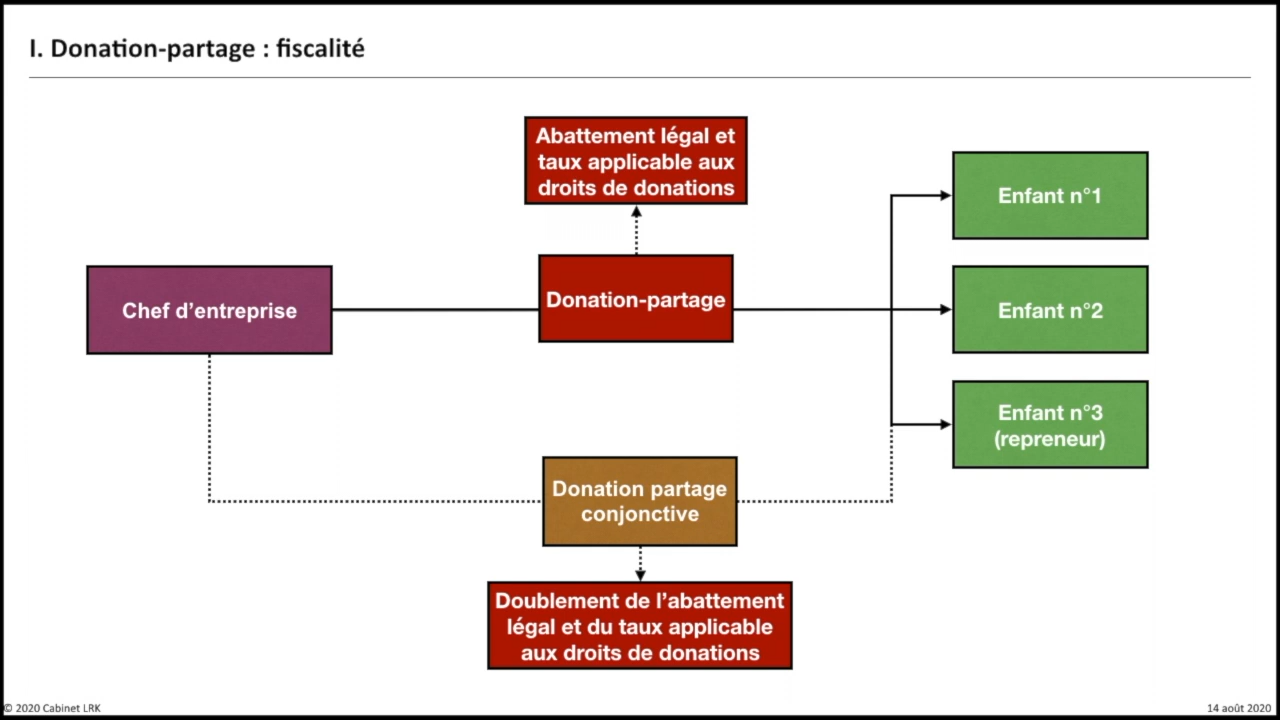 I. Donation-partage : fiscalité
Abattement légal et
taux applicable aux
droits de donations
Enfant n°1
Chef d’entreprise
Donation-partage
Enfant n°2
Enfant n°3
(repreneur)
Donation partage
conjonctive
Doublement de l’abattement
légal et du taux applicable
aux droits de donations
© 2020 Cabinet LRK
14 août 2020